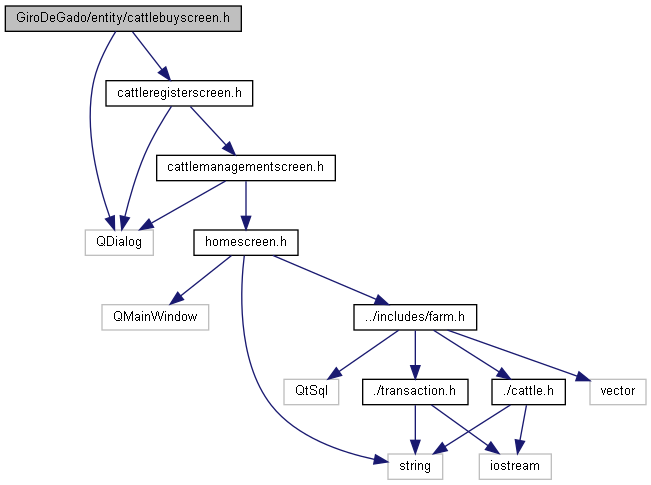 GiroDeGado/entity/cattlebuyscreen.h
cattleregisterscreen.h
cattlemanagementscreen.h
QDialog
homescreen.h
QMainWindow
../includes/farm.h
QtSql
./transaction.h
./cattle.h
vector
string
iostream